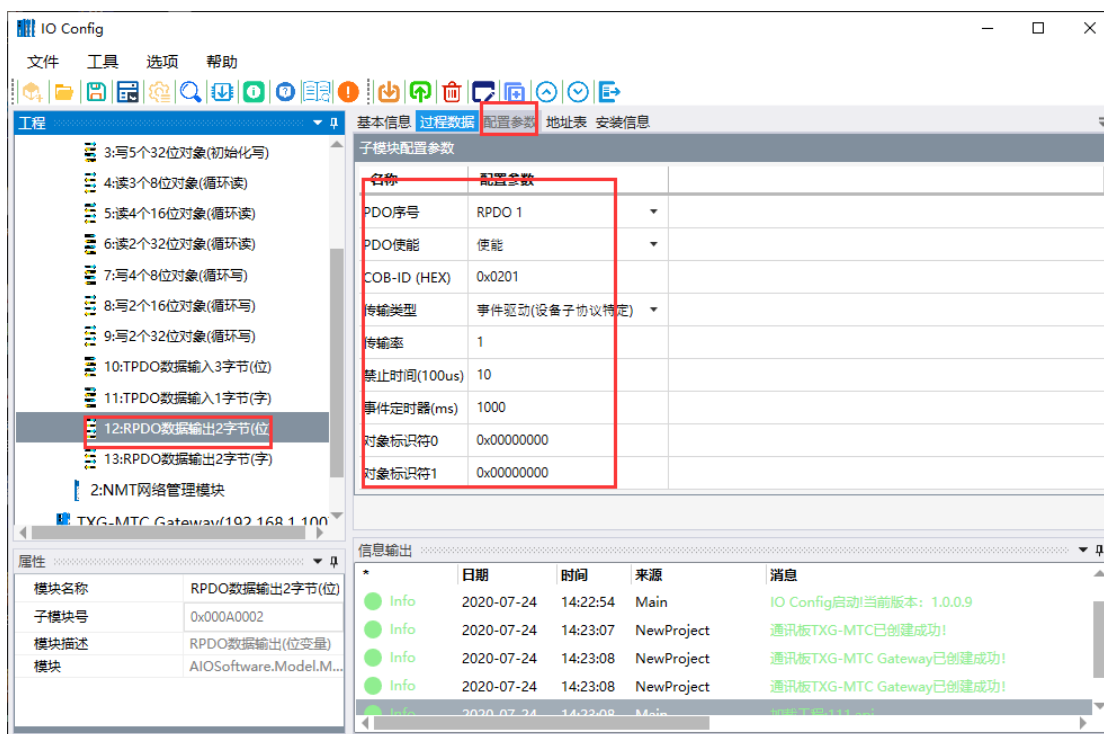 IO Config
文件 工具 选项 帮助
工程
3:写5个32位对象(初始化写)
4:读3个8位对象(循环读)
5:读4个16位对象(循环读)
6:读2个32位对象(循环读)
7:写4个8位对象(循环写)
8:写2个16位对象(循环写)
9:写2个32位对象(循环写)
10:TPDO数据输入3字节(位)
11:TPDO数据输入1字节(字)
12:RPDO数据输出2字节(位
13:RPDO数据输出2字节(字)
2:NMT网络管理模块
TXG-MTC Gateway(192.168.1.100
属性
模块名称 RPDO数据输出2字节(位)
子模块号 0x000A0002
模块描述 RPDO数据输出(位变量)
模块 AIOSoftware.Model.M...
基本信息 过程数据 配置参数 地址表 安装信息
子模块配置参数
名称 配置参数
PDO序号 RPDO 1
PDO使能 使能
COB-ID (HEX) 0x0201
传输类型 事件驱动(设备子协议特定)
传输率 1
禁止时间(100us) 10
事件定时器(ms) 1000
对象标识符0 0x00000000
对象标识符1 0x00000000
信息输出
* 日期 时间 来源 消息
Info 2020-07-24 14:22:54 Main IO Config启动!当前版本: 1.0.0.9
Info 2020-07-24 14:23:07 NewProject 通讯板TXG-MTC已创建成功!
Info 2020-07-24 14:23:08 NewProject 通讯板TXG-MTC Gateway已创建成功!
Info 2020-07-24 14:23:08 NewProject 通讯板TXG-MTC Gateway已创建成功!
Info 2020-07-24 14:23:08 Main 加载工程:111.api